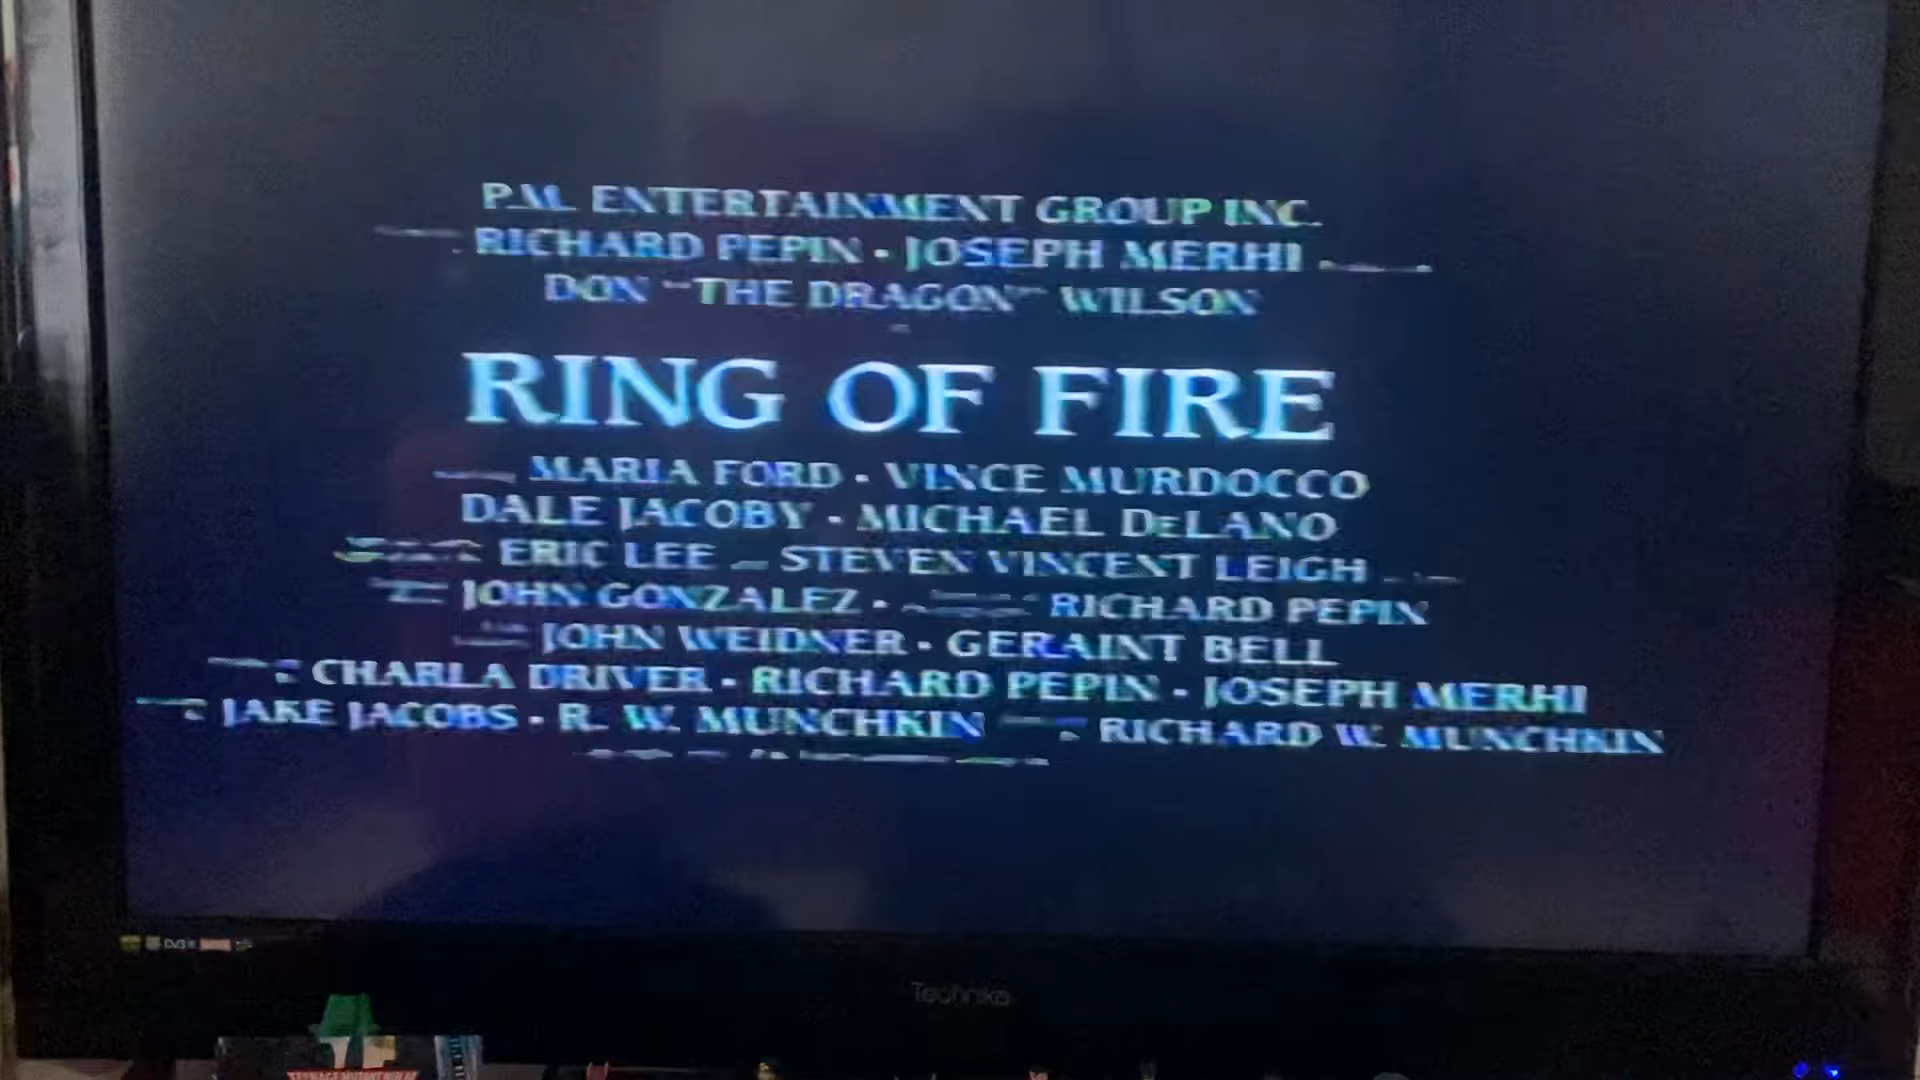 P.M. ENTERTAINMENT GROUP INC.
RICHARD PEPIN · JOSEPH MERHI
DON "THE DRAGON" WILSON
RING OF FIRE
MARIA FORD · VINCE MURDOCCO
DALE JACOBY · MICHAEL DeLANO
ERIC LEE STEVEN VINCENT LEIGH
JOHN GONZALEZ · RICHARD PEPIN
JOHN WEIDNER · GERAINT BELL
CHARLA DRIVER · RICHARD PEPIN · JOSEPH MERHI
JAKE JACOBS · R. W. MUNCHKIN RICHARD W. MUNCHKIN
Technika